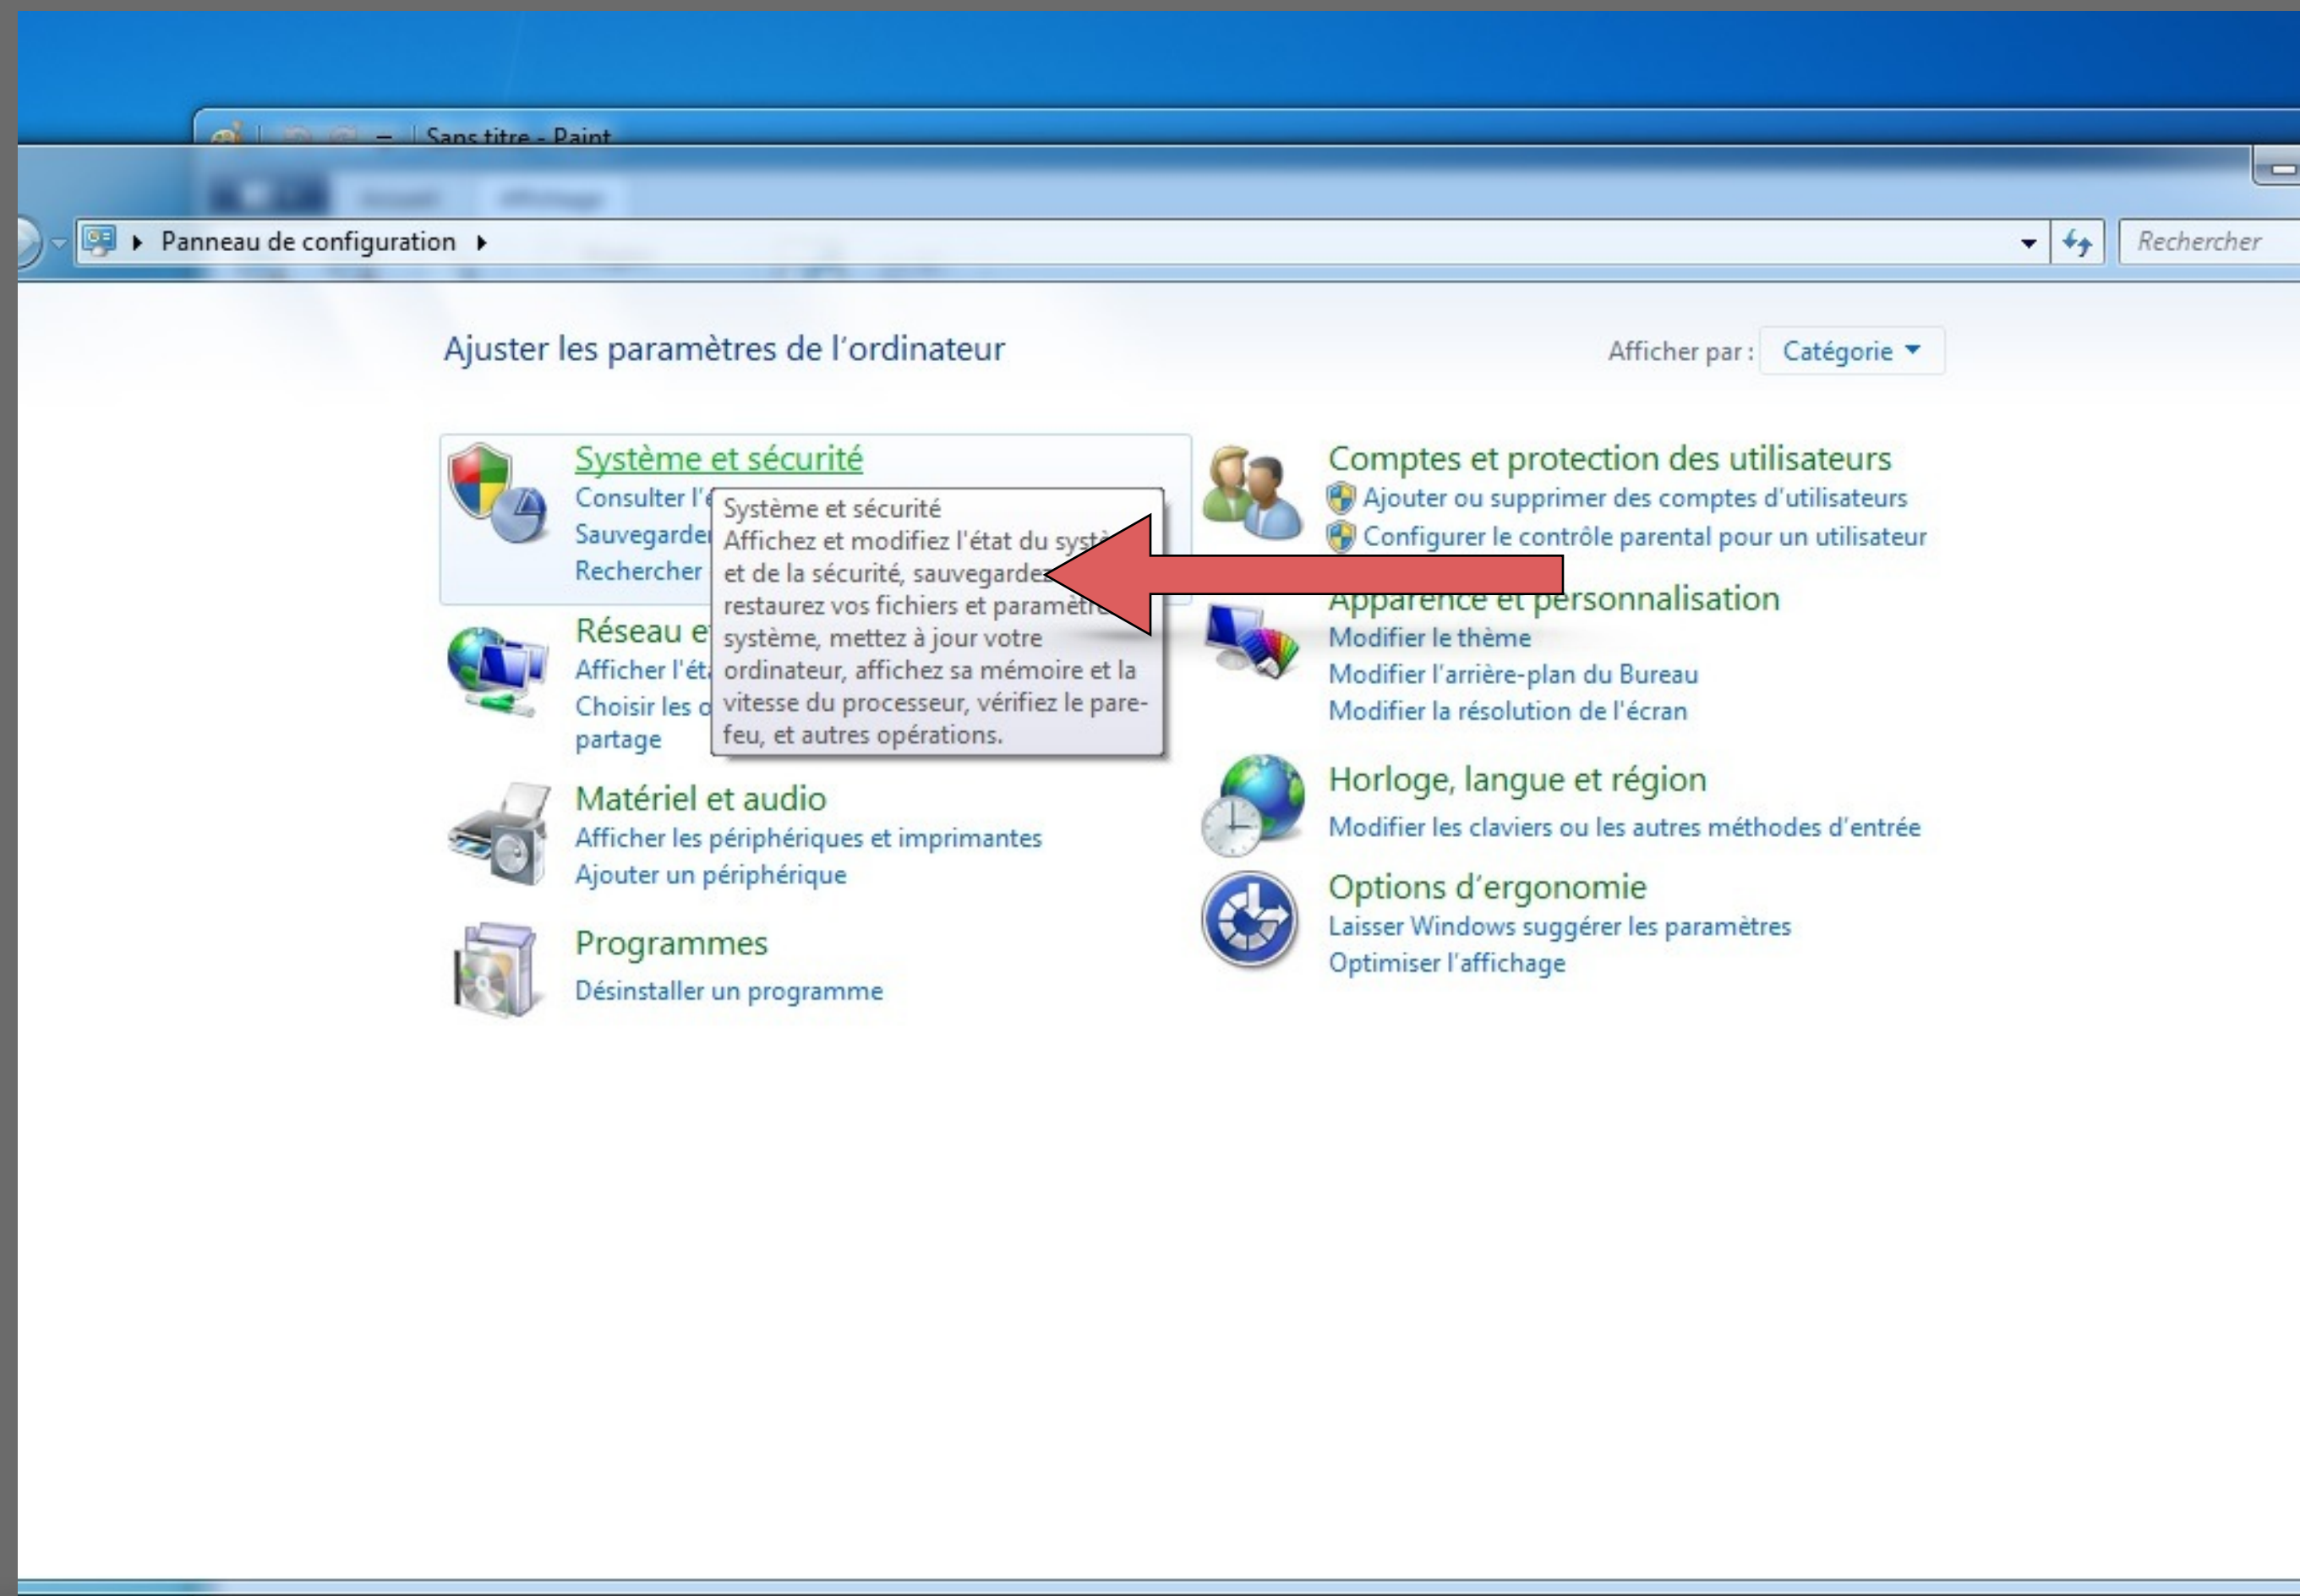 Sans titre - Paint
Panneau de configuration
Rechercher
Ajuster les paramètres de l'ordinateur
Afficher par : Catégorie
Système et sécurité
Consulter l'é
Sauvegarder
Rechercher
Système et sécurité
Affichez et modifiez l'état du systè
et de la sécurité, sauvegardez
restaurez vos fichiers et paramètre
système, mettez à jour votre
ordinateur, affichez sa mémoire et la
vitesse du processeur, vérifiez le pare-
feu, et autres opérations.
Réseau e
Afficher l'éta
Choisir les o
partage
Matériel et audio
Afficher les périphériques et imprimantes
Ajouter un périphérique
Programmes
Désinstaller un programme
Comptes et protection des utilisateurs
Ajouter ou supprimer des comptes d'utilisateurs
Configurer le contrôle parental pour un utilisateur
Apparence et personnalisation
Modifier le thème
Modifier l'arrière-plan du Bureau
Modifier la résolution de l'écran
Horloge, langue et région
Modifier les claviers ou les autres méthodes d'entrée
Options d'ergonomie
Laisser Windows suggérer les paramètres
Optimiser l'affichage